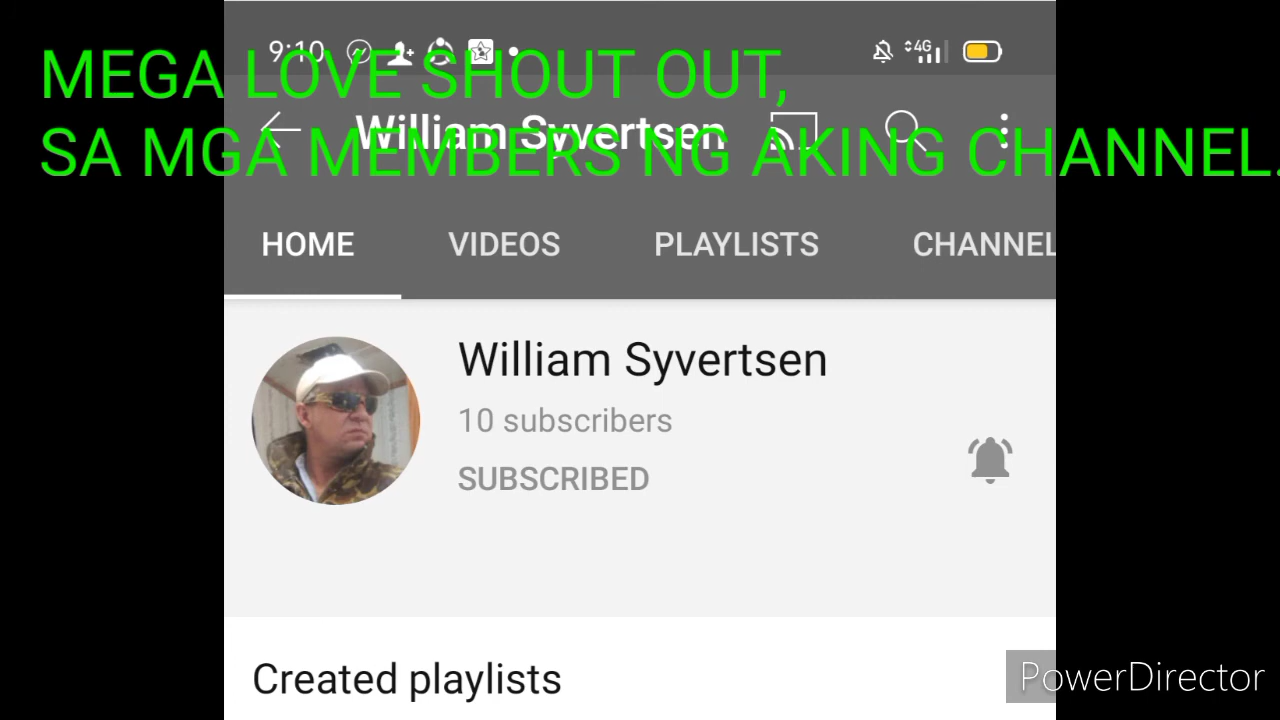 MEGA LOVE SHOUT OUT,
SA MGA MEMBERS NG AKING CHANNEL.
9:10
4G
William Syvertsen
HOME VIDEOS PLAYLISTS CHANNEL
William Syvertsen
10 subscribers
SUBSCRIBED
Created playlists
PowerDirector